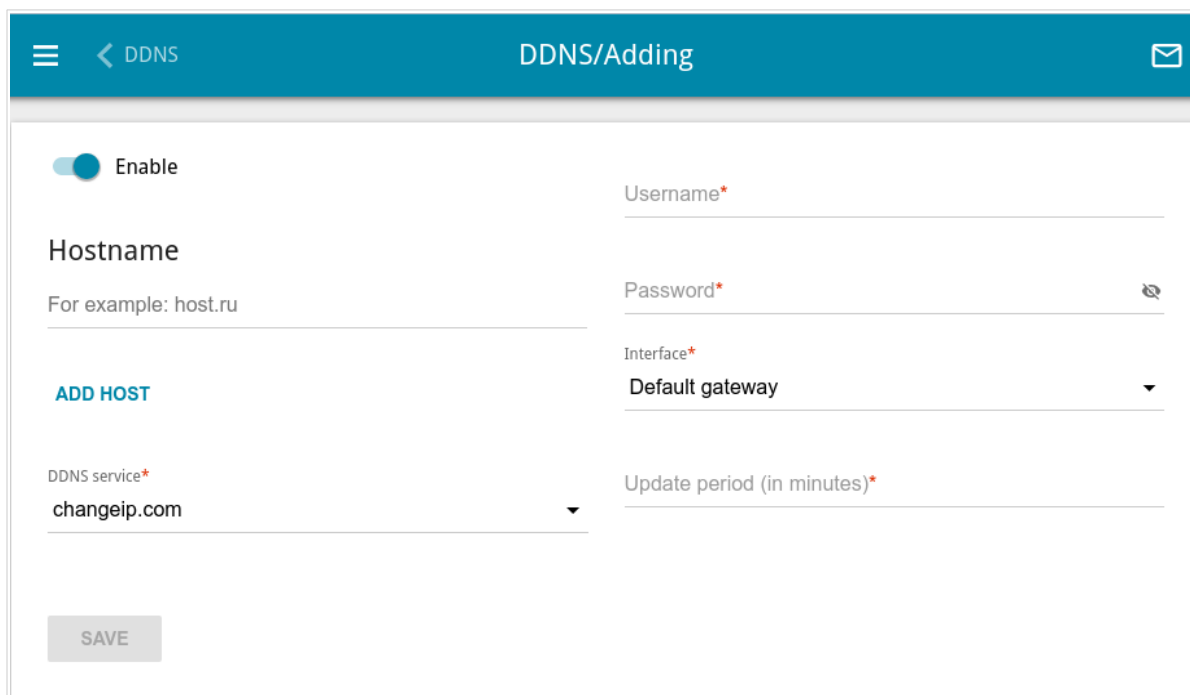 DDNS
DDNS/Adding
Enable
Hostname
For example: host.ru
ADD HOST
DDNS service*
changeip.com
SAVE
Username*
Password*
Interface*
Default gateway
Update period (in minutes)*